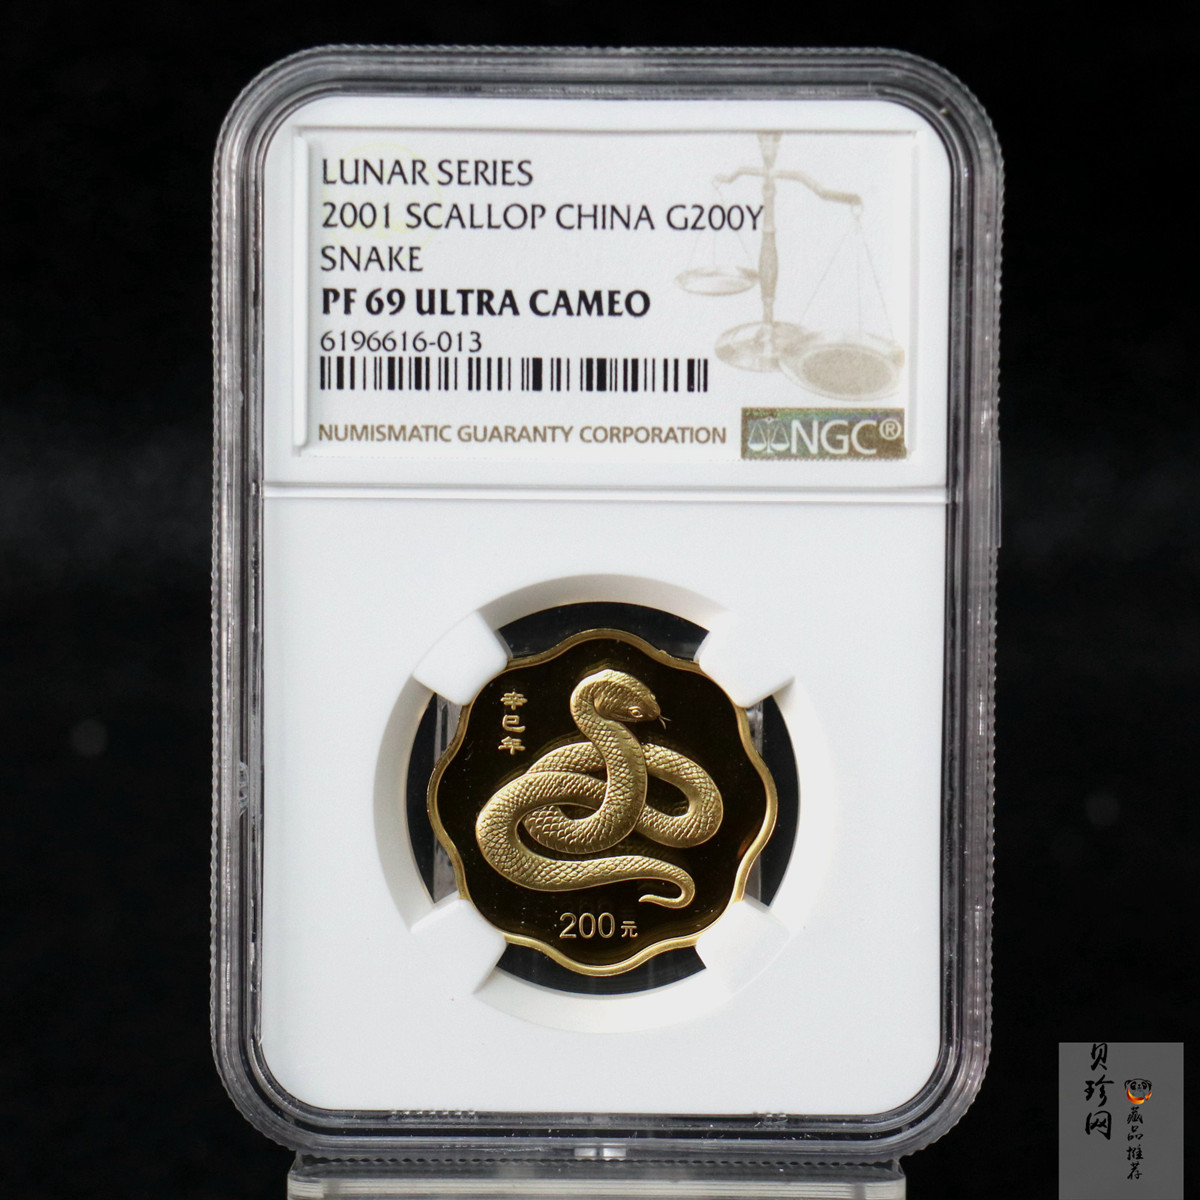 LUNAR SERIES
2001 SCALLOP CHINA G200Y
SNAKE
PF 69 ULTRA CAMEO
6196616-013
NUMISMATIC GUARANTY CORPORATION
NGC®
辛巳年
200元
贝珍网
藏品推荐